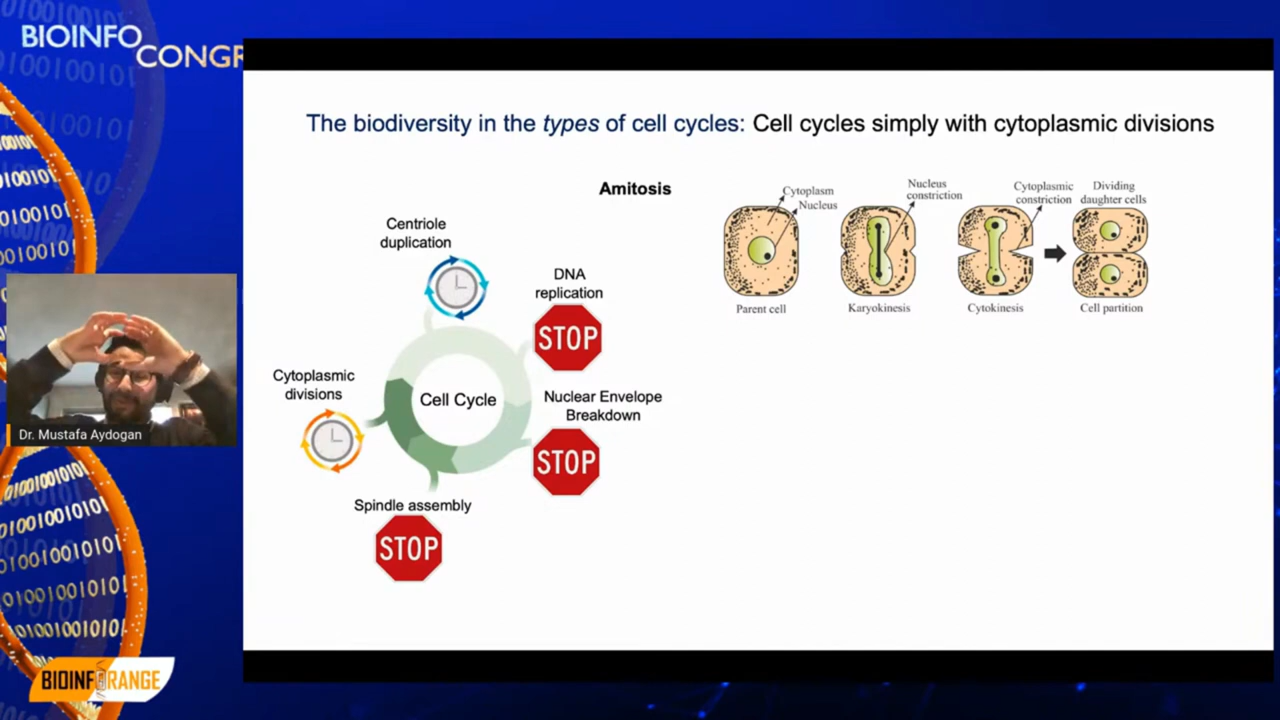 BIOINFO
CONGR
The biodiversity in the types of cell cycles: Cell cycles simply with cytoplasmic divisions
Amitosis
Cytoplasm
Nucleus
Nucleus
constriction
Cytoplasmic
constriction
Dividing
daughter cells
Parent cell
Karyokinesis
Cytokinesis
Cell partition
Centriole
duplication
DNA
replication
STOP
Cytoplasmic
divisions
Cell Cycle
Nuclear Envelope
Breakdown
STOP
Spindle assembly
STOP
Dr. Mustafa Aydogan
BIOINFORANGE